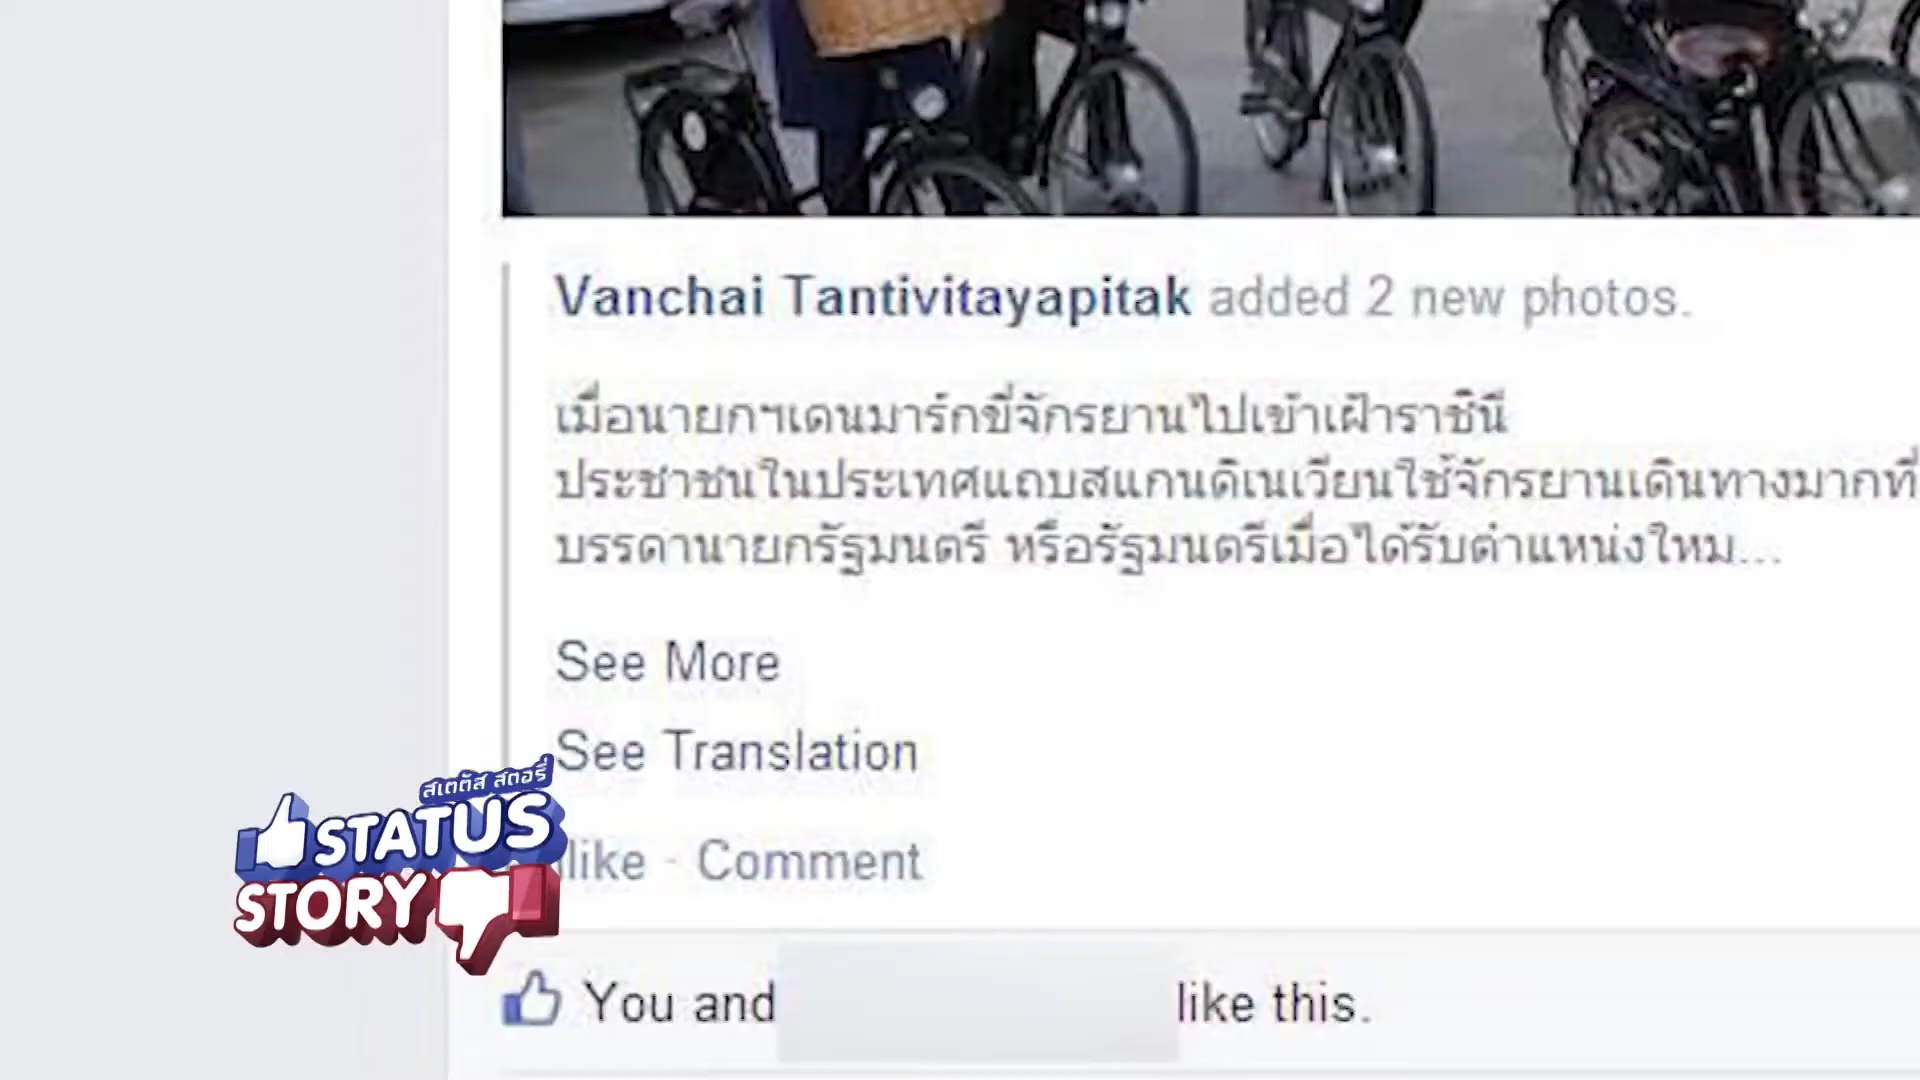 Vanchai Tantivitayapitak added 2 new photos.
เมื่อนายกฯเดนมาร์กขี่จักรยานไปเข้าเฝ้าราชินี
ประชาชนในประเทศแถบสแกนดิเนเวียนใช้จักรยานเดินทางมากที่
บรรดานายกรัฐมนตรี หรือรัฐมนตรีเมื่อได้รับตำแหน่งใหม...
See More
See Translation
สเตตัส สตอรี่
STATUS
STORY
like · Comment
You and like this.